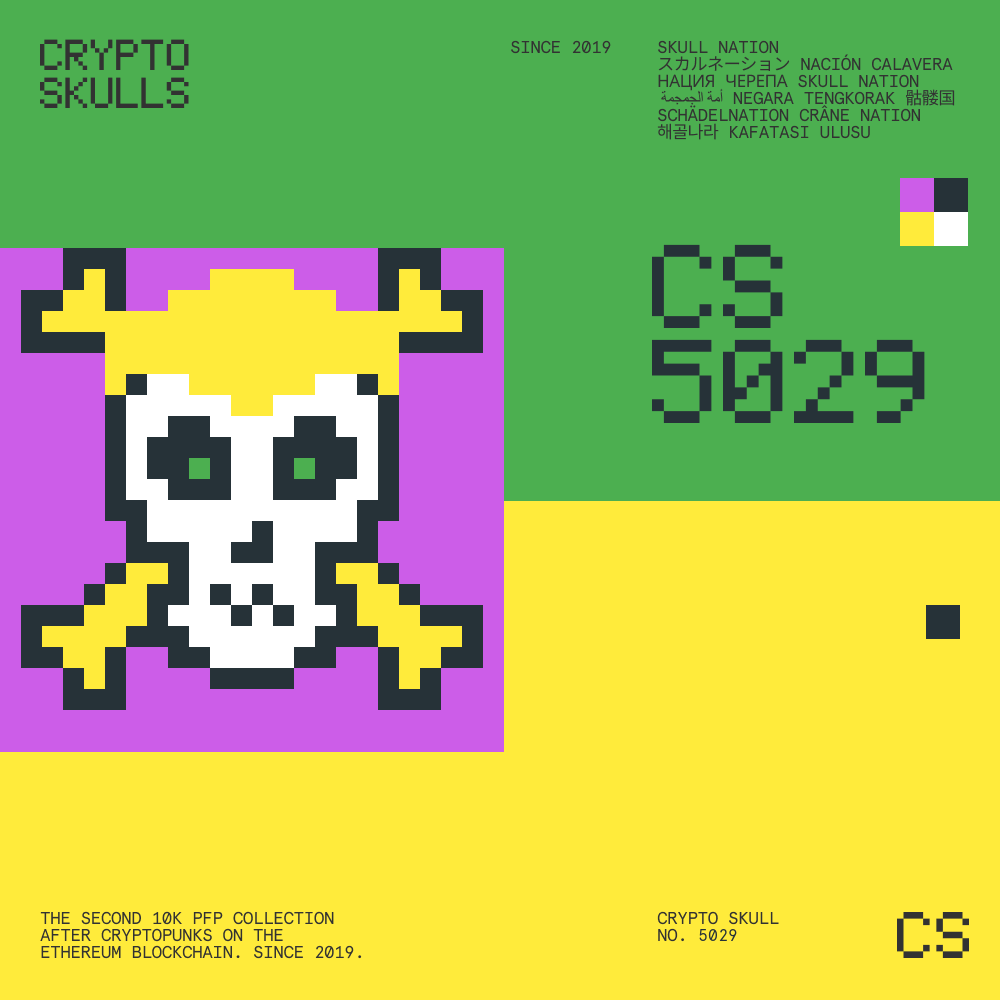 CRYPTO
SKULLS
SINCE 2019
SKULL NATION
スカルネーション NACIÓN CALAVERA
НАЦИЯ ЧЕРЕПА SKULL NATION
أمة الجمجمة NEGARA TENGKORAK 骷髅国
SCHÄDELNATION CRÂNE NATION
해골나라 KAFATASI ULUSU
CS
5029
THE SECOND 10K PFP COLLECTION
AFTER CRYPTOPUNKS ON THE
ETHEREUM BLOCKCHAIN. SINCE 2019.
CRYPTO SKULL
NO. 5029
CS